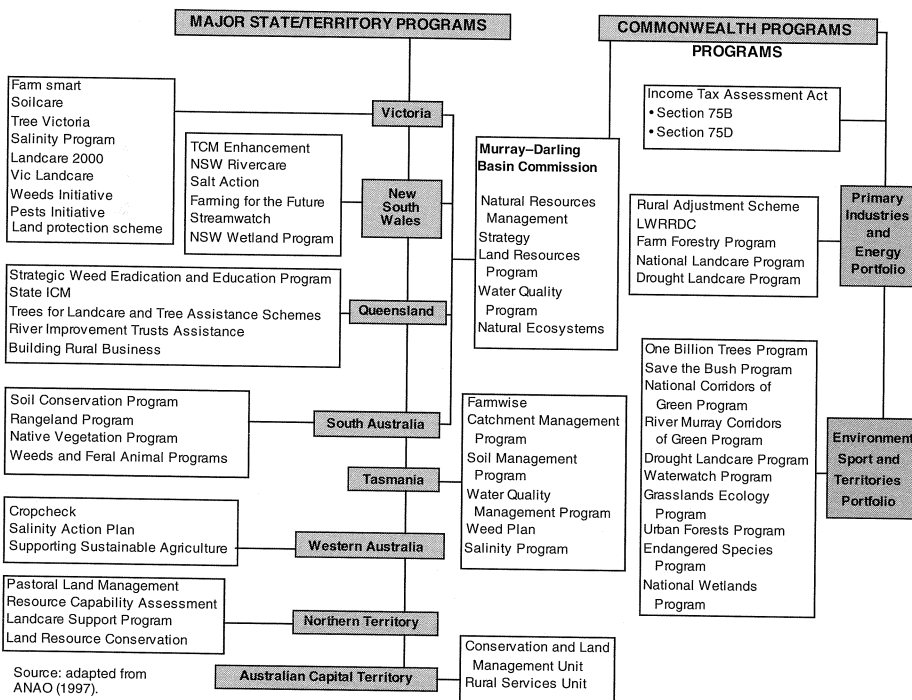 MAJOR STATE/TERRITORY PROGRAMS
COMMONWEALTH PROGRAMS
PROGRAMS
Farm smart
Soilcare
Tree Victoria
Salinity Program
Landcare 2000
Vic Landcare
Weeds Initiative
Pests Initiative
Land protection scheme
Victoria
TCM Enhancement
NSW Rivercare
Salt Action
Farming for the Future
Streamwatch
NSW Wetland Program
New
South
Wales
Murray–Darling
Basin Commission
Natural Resources
Management
Strategy
Land Resources
Program
Water Quality
Program
Natural Ecosystems
Income Tax Assessment Act
• Section 75B
• Section 75D
Rural Adjustment Scheme
LWRRDC
Farm Forestry Program
National Landcare Program
Drought Landcare Program
Primary
Industries
and
Energy
Portfolio
Strategic Weed Eradication and Education Program
State ICM
Trees for Landcare and Tree Assistance Schemes
River Improvement Trusts Assistance
Building Rural Business
Queensland
One Billion Trees Program
Save the Bush Program
National Corridors of
Green Program
River Murray Corridors
of Green Program
Drought Landcare Program
Waterwatch Program
Grasslands Ecology
Program
Urban Forests Program
Endangered Species
Program
National Wetlands
Program
Environment
Sport and
Territories
Portfolio
Soil Conservation Program
Rangeland Program
Native Vegetation Program
Weeds and Feral Animal Programs
South Australia
Tasmania
Farmwise
Catchment Management
Program
Soil Management
Program
Water Quality
Management Program
Weed Plan
Salinity Program
Cropcheck
Salinity Action Plan
Supporting Sustainable Agriculture
Western Australia
Pastoral Land Management
Resource Capability Assessment
Landcare Support Program
Land Resource Conservation
Northern Territory
Australian Capital Territory
Conservation and Land
Management Unit
Rural Services Unit
Source: adapted from
ANAO (1997).